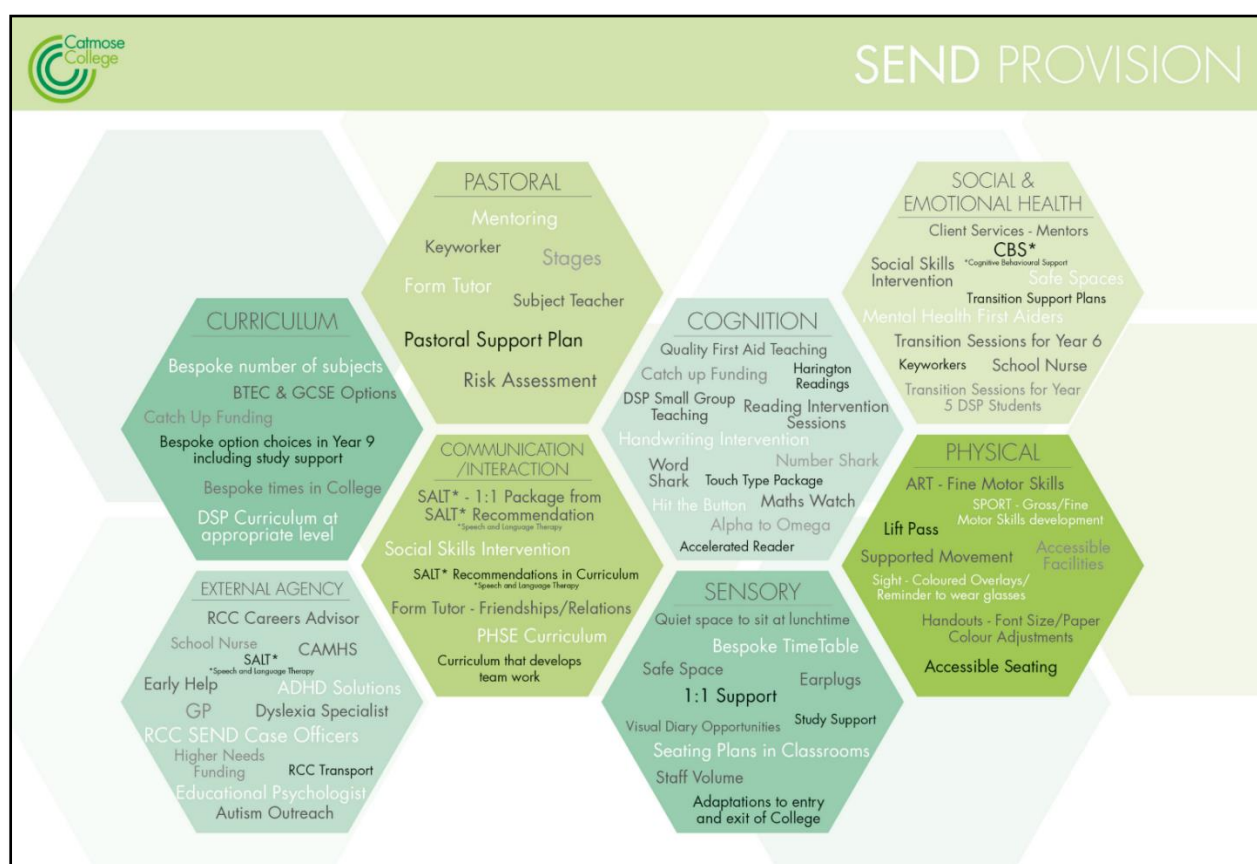 Catmose
College
SEND PROVISION
PASTORAL
Mentoring
Keyworker
Stages
Form Tutor
Subject Teacher
Pastoral Support Plan
Risk Assessment
SOCIAL &
EMOTIONAL HEALTH
Client Services - Mentors
CBS*
*Cognitive Behavioural Support
Social Skills
Intervention
Safe Spaces
Transition Support Plans
Mental Health First Aiders
Transition Sessions for Year 6
Keyworkers
School Nurse
Transition Sessions for Year
5 DSP Students
CURRICULUM
Bespoke number of subjects
BTEC & GCSE Options
Catch Up Funding
Bespoke option choices in Year 9
including study support
Bespoke times in College
DSP Curriculum at
appropriate level
COGNITION
Quality First Aid Teaching
Catch up Funding
Harington
Readings
DSP Small Group
Teaching
Reading Intervention
Sessions
Handwriting Intervention
Word
Shark
Number Shark
Touch Type Package
Hit the Button
Maths Watch
Alpha to Omega
Accelerated Reader
COMMUNICATION
/INTERACTION
SALT* - 1:1 Package from
SALT* Recommendation
*Speech and Language Therapy
Social Skills Intervention
SALT* Recommendations in Curriculum
*Speech and Language Therapy
Form Tutor - Friendships/Relations
PHSE Curriculum
Curriculum that develops
team work
PHYSICAL
ART - Fine Motor Skills
SPORT - Gross/Fine
Motor Skills development
Lift Pass
Supported Movement
Accessible
Facilities
Sight - Coloured Overlays/
Reminder to wear glasses
Handouts - Font Size/Paper
Colour Adjustments
Accessible Seating
EXTERNAL AGENCY
RCC Careers Advisor
School Nurse
SALT*
*Speech and Language Therapy
CAMHS
Early Help
ADHD Solutions
GP
Dyslexia Specialist
RCC SEND Case Officers
Higher Needs
Funding
RCC Transport
Educational Psychologist
Autism Outreach
SENSORY
Quiet space to sit at lunchtime
Bespoke TimeTable
Safe Space
Earplugs
1:1 Support
Visual Diary Opportunities
Study Support
Seating Plans in Classrooms
Staff Volume
Adaptations to entry
and exit of College